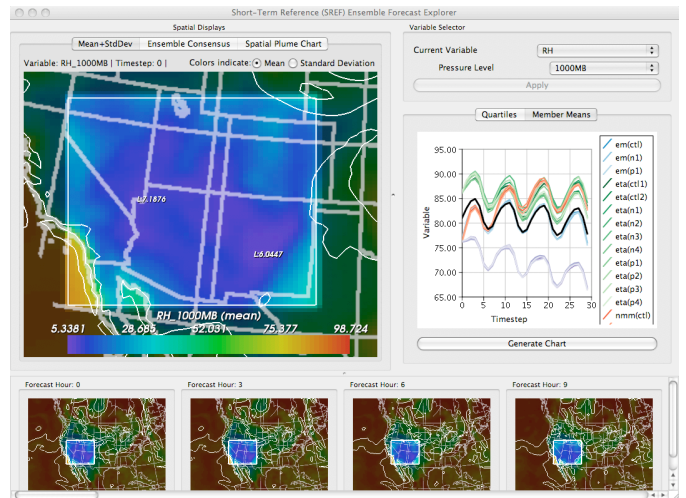 Short-Term Reference (SREF) Ensemble Forecast Explorer
Spatial Displays
Mean+StdDev Ensemble Consensus Spatial Plume Chart
Variable: RH_1000MB | Timestep: 0 | Colors indicate: Mean Standard Deviation
L:7.1876
L:6.0447
RH_1000MB (mean)
5.3381 28.685 52.031 75.377 98.724
Variable Selector
Current Variable RH
Pressure Level 1000MB
Apply
Quartiles Member Means
95.00
90.00
85.00
80.00
75.00
70.00
65.00
Variable
0 5 10 15 20 25 30
Timestep
em(ctl)
em(n1)
em(p1)
eta(ctl1)
eta(ctl2)
eta(n1)
eta(n2)
eta(n3)
eta(n4)
eta(p1)
eta(p2)
eta(p3)
eta(p4)
nmm(ctl)
Generate Chart
Forecast Hour: 0 Forecast Hour: 3 Forecast Hour: 6 Forecast Hour: 9